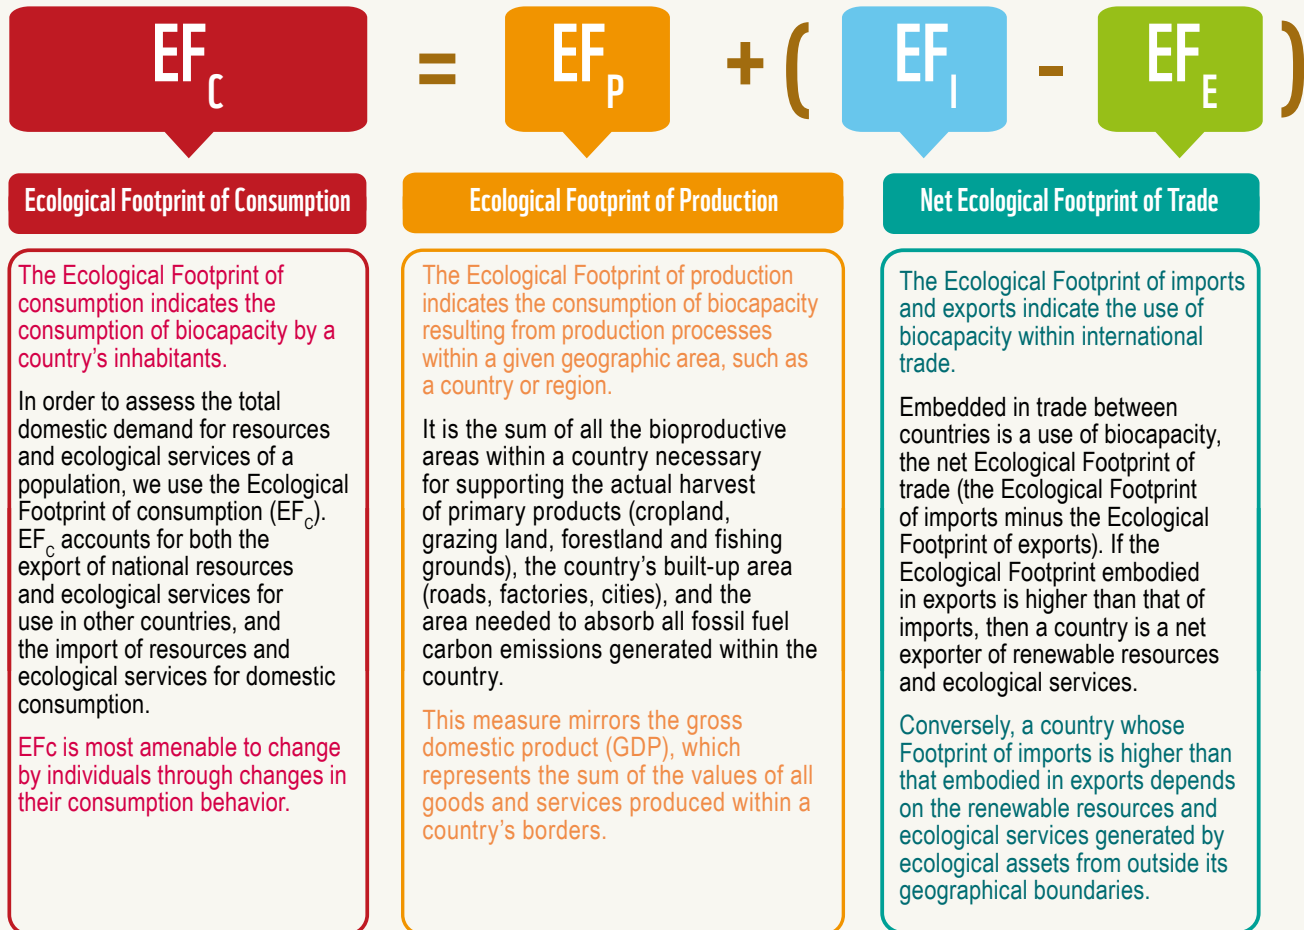 EFC = EFP + ( EFI - EFE )
Ecological Footprint of Consumption
The Ecological Footprint of
consumption indicates the
consumption of biocapacity by a
country's inhabitants.
In order to assess the total
domestic demand for resources
and ecological services of a
population, we use the Ecological
Footprint of consumption (EFC).
EFC accounts for both the
export of national resources
and ecological services for
use in other countries, and
the import of resources and
ecological services for domestic
consumption.
EFc is most amenable to change
by individuals through changes in
their consumption behavior.
Ecological Footprint of Production
The Ecological Footprint of production
indicates the consumption of biocapacity
resulting from production processes
within a given geographic area, such as
a country or region.
It is the sum of all the bioproductive
areas within a country necessary
for supporting the actual harvest
of primary products (cropland,
grazing land, forestland and fishing
grounds), the country's built-up area
(roads, factories, cities), and the
area needed to absorb all fossil fuel
carbon emissions generated within the
country.
This measure mirrors the gross
domestic product (GDP), which
represents the sum of the values of all
goods and services produced within a
country's borders.
Net Ecological Footprint of Trade
The Ecological Footprint of imports
and exports indicate the use of
biocapacity within international
trade.
Embedded in trade between
countries is a use of biocapacity,
the net Ecological Footprint of
trade (the Ecological Footprint
of imports minus the Ecological
Footprint of exports). If the
Ecological Footprint embodied
in exports is higher than that of
imports, then a country is a net
exporter of renewable resources
and ecological services.
Conversely, a country whose
Footprint of imports is higher than
that embodied in exports depends
on the renewable resources and
ecological services generated by
ecological assets from outside its
geographical boundaries.